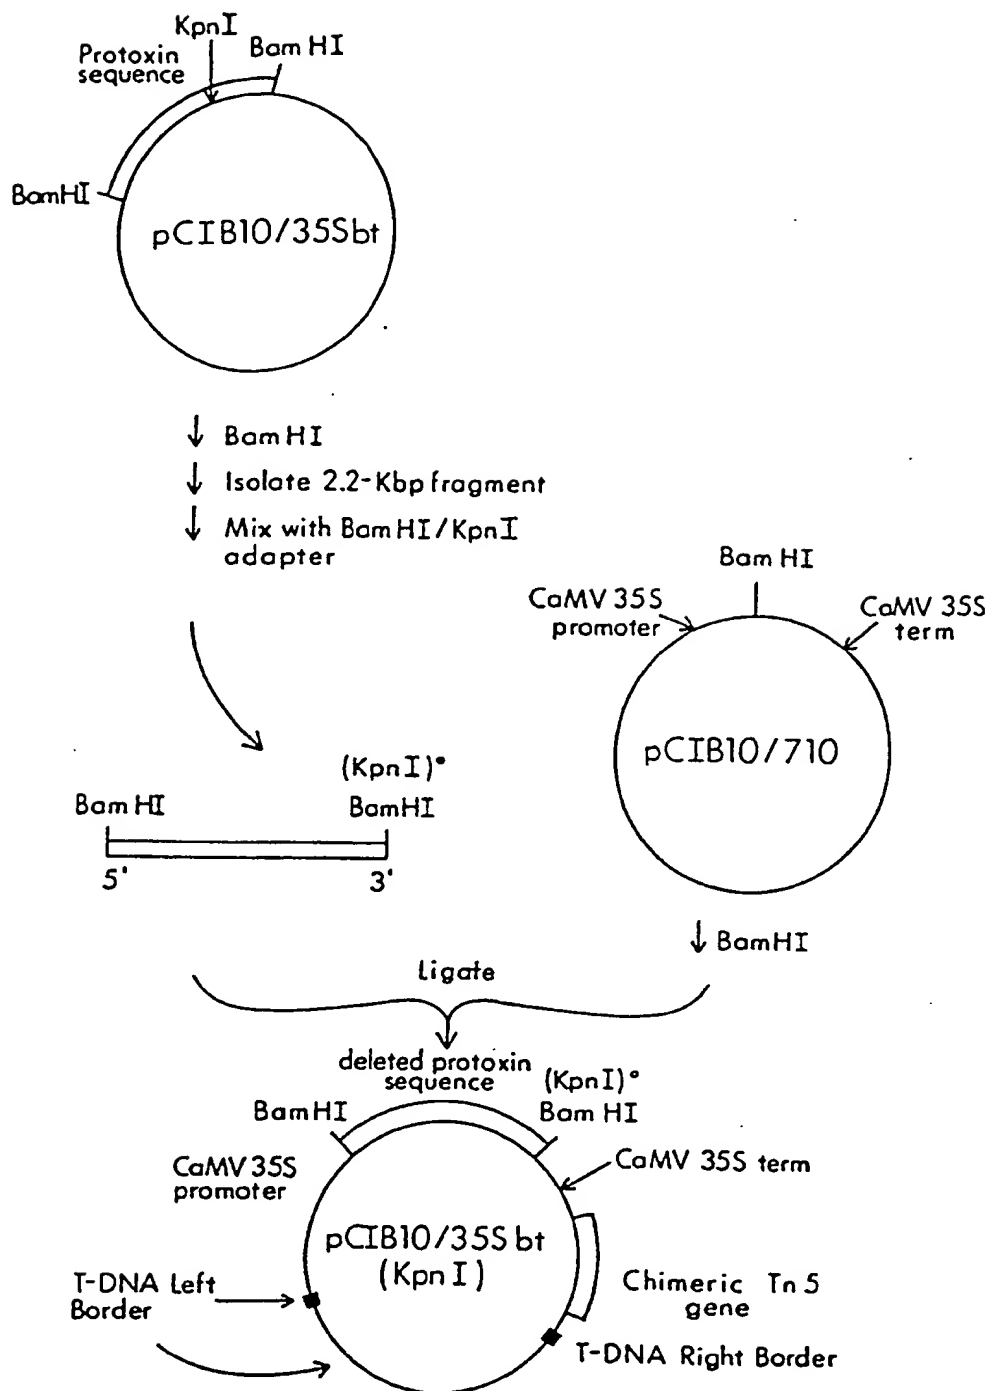 KpnI
Protoxin
sequence
Bam HI
BamHI
pCIB10/35Sbt
↓ Bam HI
↓ Isolate 2.2-Kbp fragment
↓ Mix with Bam HI/KpnI
adapter
Bam HI
CaMV 35S
promoter
CaMV 35S
term
pCIB10/710
(KpnI)°
Bam HI
BamHI
5'
3'
↓ BamHI
Ligate
deleted protoxin
sequence
(KpnI)°
BamHI
Bam HI
CaMV 35S
promoter
CaMV 35S term
pCIB10/35S bt
(KpnI)
T-DNA Left
Border
Chimeric Tn 5
gene
T-DNA Right Border